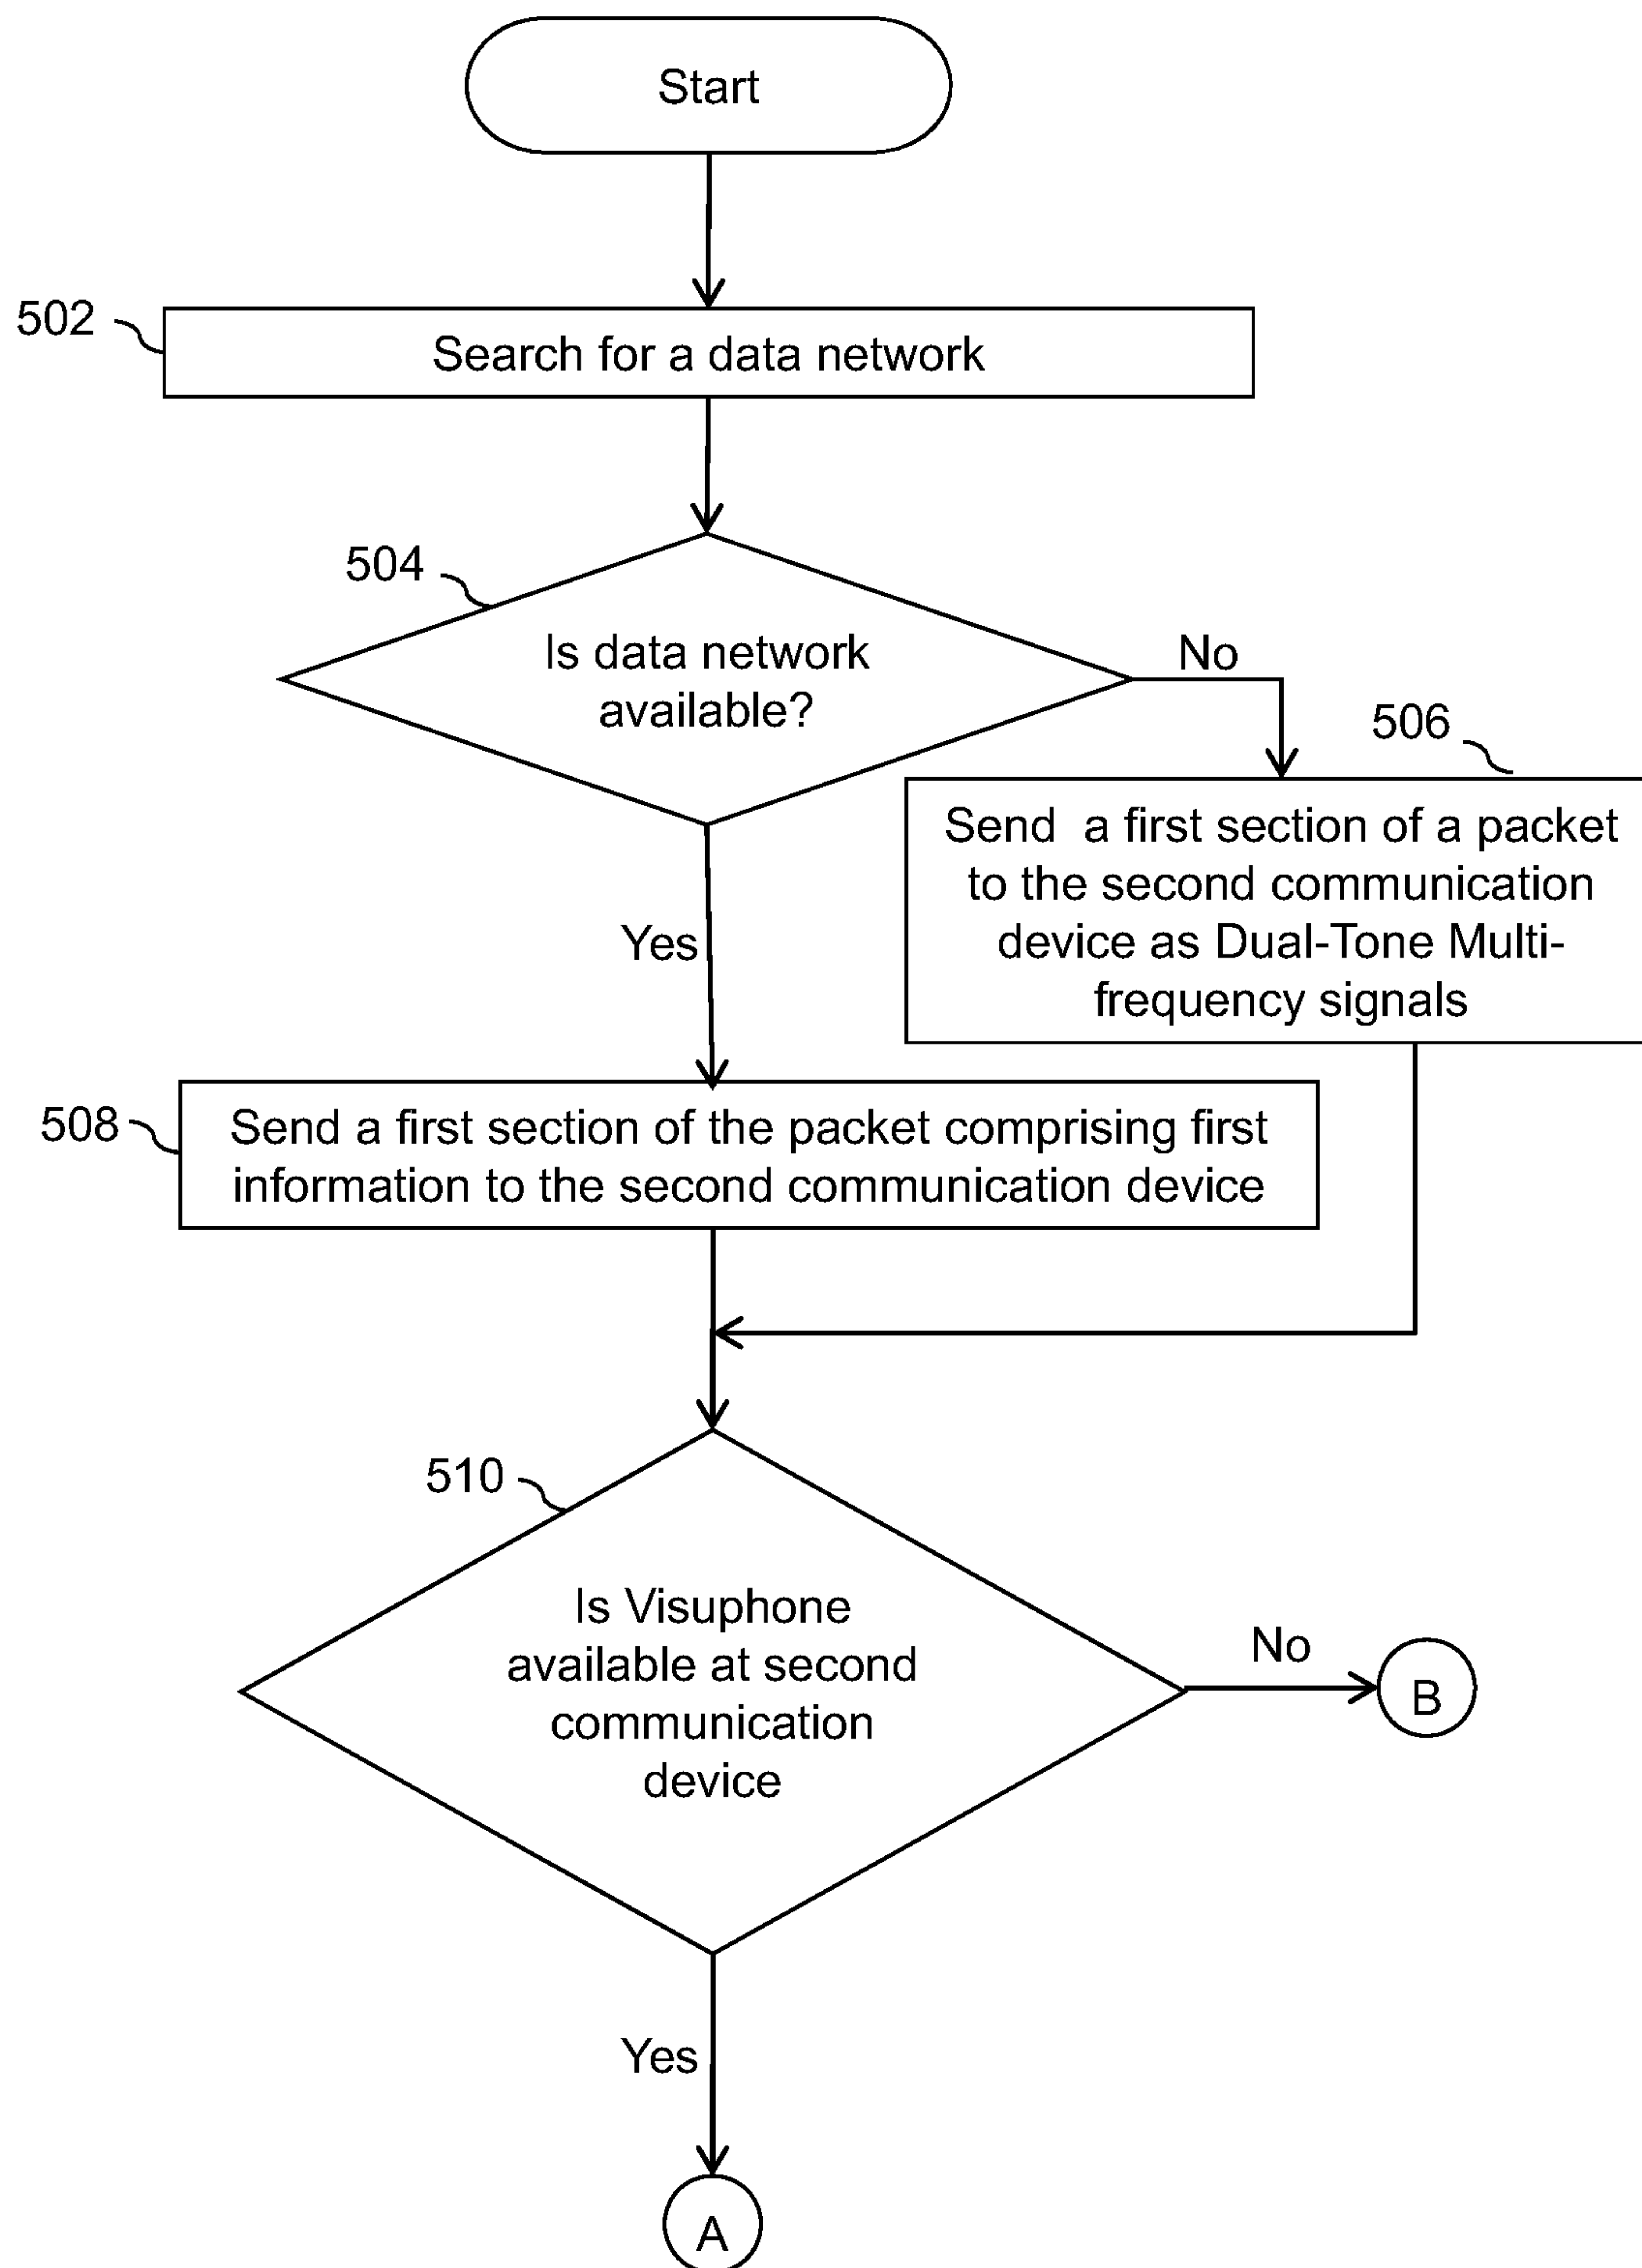 Start
502
Search for a data network
504
Is data network
available?
No
506
Send a first section of a packet
to the second communication
device as Dual-Tone Multi-
frequency signals
Yes
508
Send a first section of the packet comprising first
information to the second communication device
510
Is Visuphone
available at second
communication
device
No
B
Yes
A